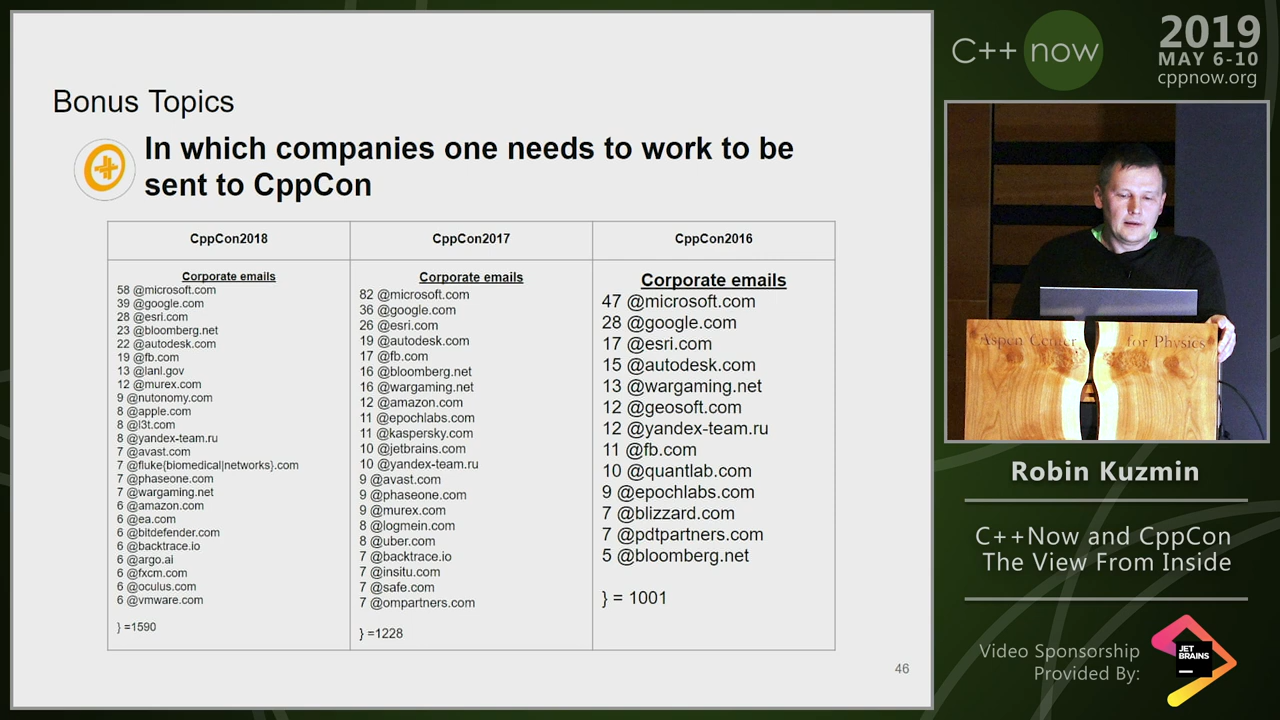 Bonus Topics
In which companies one needs to work to be
sent to CppCon
CppCon2018
Corporate emails
58 @microsoft.com
39 @google.com
28 @esri.com
23 @bloomberg.net
22 @autodesk.com
19 @fb.com
13 @lanl.gov
12 @murex.com
9 @nutonomy.com
8 @apple.com
8 @l3t.com
8 @yandex-team.ru
7 @avast.com
7 @fluke(biomedical|networks}.com
7 @phaseone.com
7 @wargaming.net
6 @amazon.com
6 @ea.com
6 @bitdefender.com
6 @backtrace.io
6 @argo.ai
6 @fxcm.com
6 @oculus.com
6 @vmware.com
} =1590
CppCon2017
Corporate emails
82 @microsoft.com
36 @google.com
26 @esri.com
19 @autodesk.com
17 @fb.com
16 @bloomberg.net
16 @wargaming.net
12 @amazon.com
11 @epochlabs.com
11 @kaspersky.com
10 @jetbrains.com
10 @yandex-team.ru
9 @avast.com
9 @phaseone.com
9 @murex.com
8 @logmein.com
8 @uber.com
7 @backtrace.io
7 @insitu.com
7 @safe.com
7 @ompartners.com
} =1228
CppCon2016
Corporate emails
47 @microsoft.com
28 @google.com
17 @esri.com
15 @autodesk.com
13 @wargaming.net
12 @geosoft.com
12 @yandex-team.ru
11 @fb.com
10 @quantlab.com
9 @epochlabs.com
7 @blizzard.com
7 @pdtpartners.com
5 @bloomberg.net
} = 1001
46
C++ now
2019
MAY 6-10
cppnow.org
Aspen Center for Physics
Robin Kuzmin
C++Now and CppCon
The View From Inside
Video Sponsorship
Provided By:
JET
BRAINS